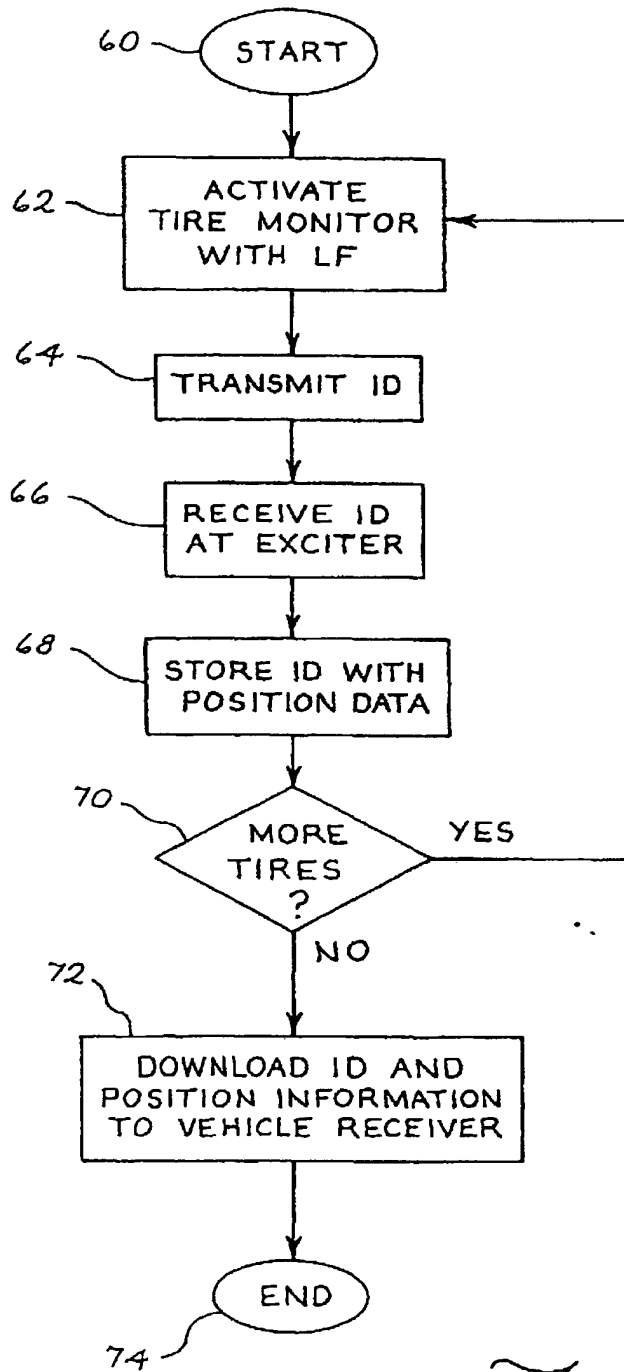 60
START
62
ACTIVATE
TIRE MONITOR
WITH LF
64
TRANSMIT ID
66
RECEIVE ID
AT EXCITER
68
STORE ID WITH
POSITION DATA
70
MORE
TIRES
?
YES
NO
72
DOWNLOAD ID AND
POSITION INFORMATION
TO VEHICLE RECEIVER
END
74